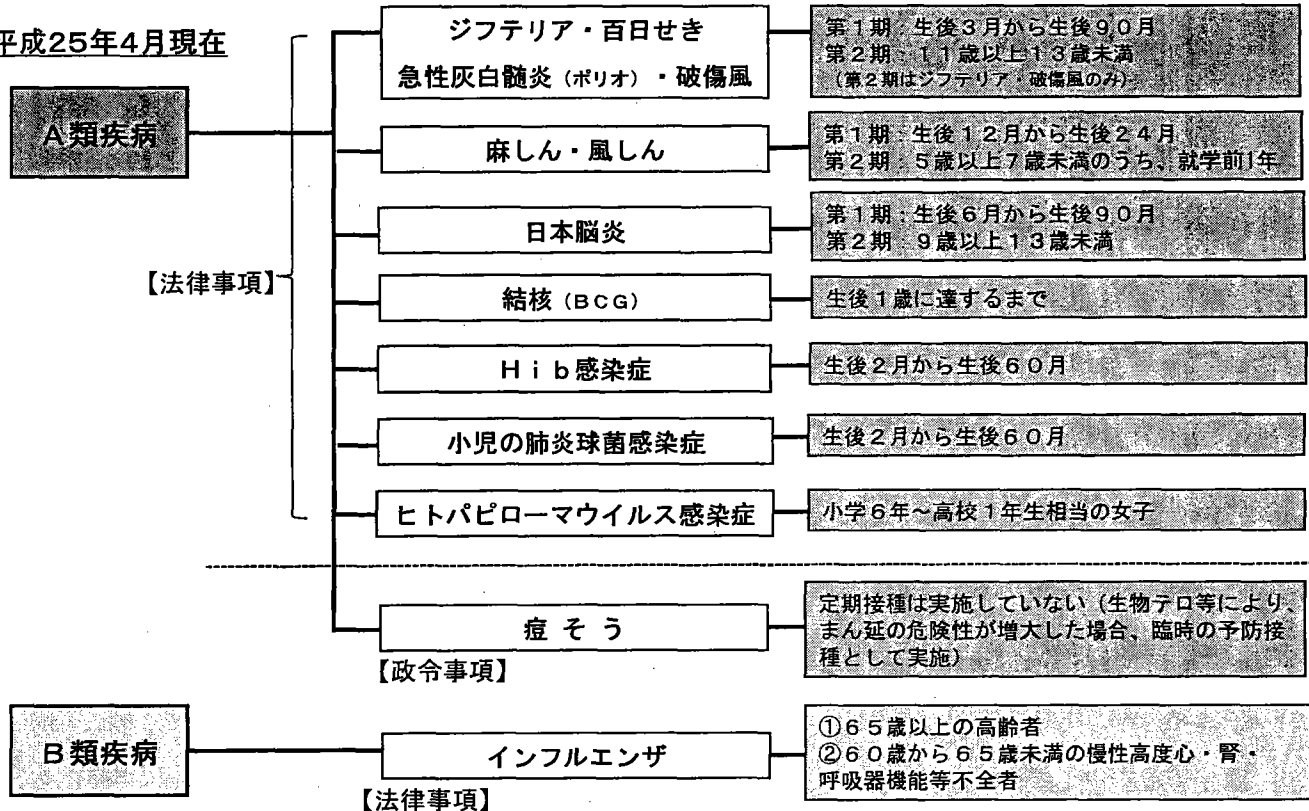 平成25年4月現在
A類疾病
【法律事項】
ジフテリア・百日せき
急性灰白髄炎（ポリオ）・破傷風
第1期：生後3月から生後90月
第2期：11歳以上13歳未満
（第2期はジフテリア・破傷風のみ）
麻しん・風しん
第1期：生後12月から生後24月
第2期：5歳以上7歳未満のうち、就学前1年
日本脳炎
第1期：生後6月から生後90月
第2期：9歳以上13歳未満
結核（BCG）
生後1歳に達するまで
Hib感染症
生後2月から生後60月
小児の肺炎球菌感染症
生後2月から生後60月
ヒトパピローマウイルス感染症
小学6年～高校1年生相当の女子
痘そう
【政令事項】
定期接種は実施していない（生物テロ等により、
まん延の危険性が増大した場合、臨時の予防接
種として実施）
B類疾病
インフルエンザ
【法律事項】
①65歳以上の高齢者
②60歳から65歳未満の慢性高度心・腎・
呼吸器機能等不全者